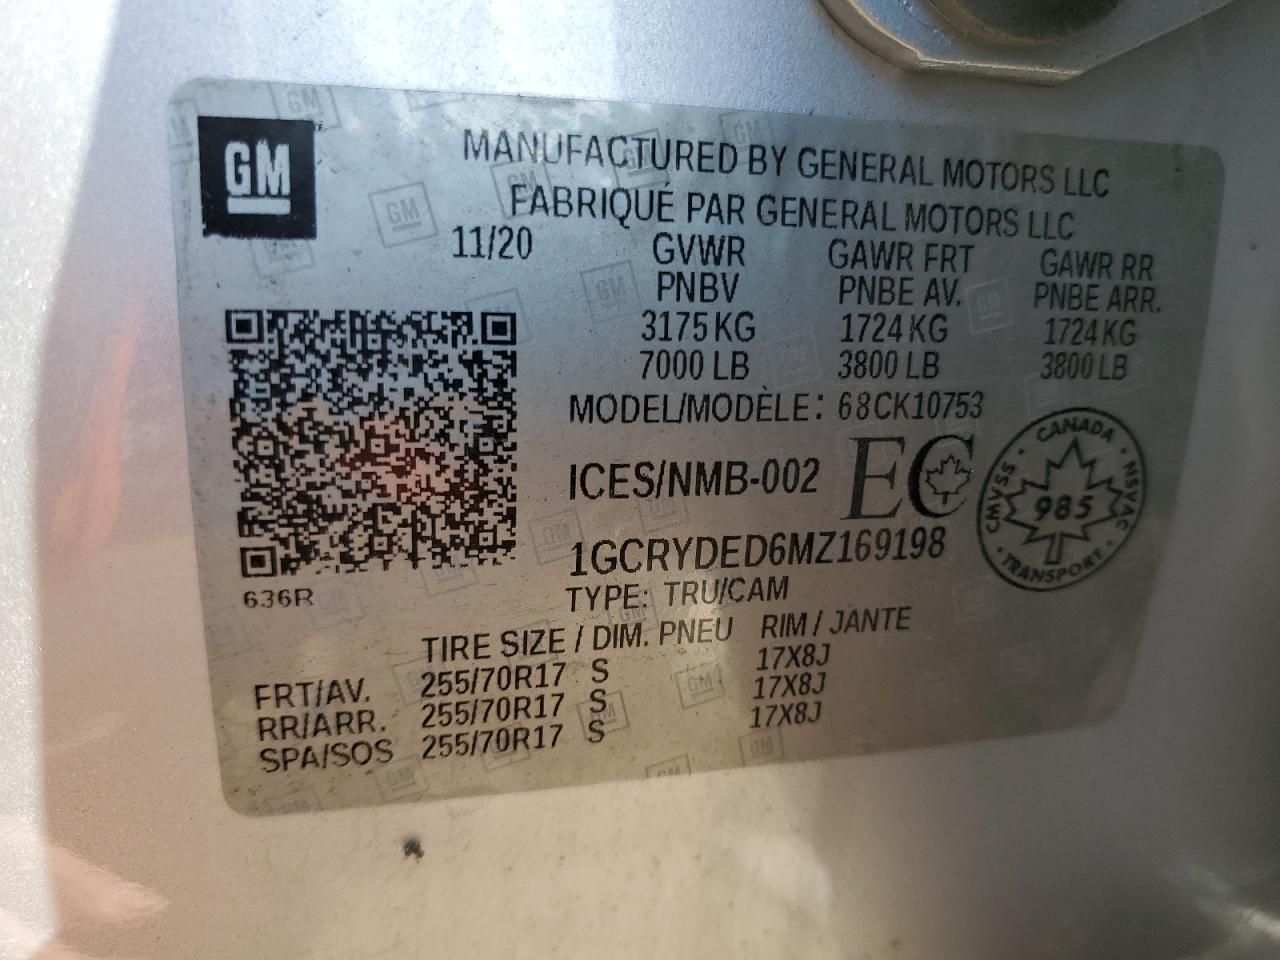 GM
MANUFACTURED BY GENERAL MOTORS LLC
FABRIQUÉ PAR GENERAL MOTORS LLC
11/20 GVWR GAWR FRT GAWR RR
PNBV PNBE AV. PNBE ARR.
3175 KG 1724 KG 1724 KG
7000 LB 3800 LB 3800 LB
MODEL/MODÈLE: 68CK10753
ICES/NMB-002 EC
CANADA
CMVSS 985 NSVAC
TRANSPORT
1GCRYDED6MZ169198
636R TYPE: TRU/CAM
TIRE SIZE / DIM. PNEU RIM / JANTE
FRT/AV. 255/70R17 S 17X8J
RR/ARR. 255/70R17 S 17X8J
SPA/SOS 255/70R17 S 17X8J